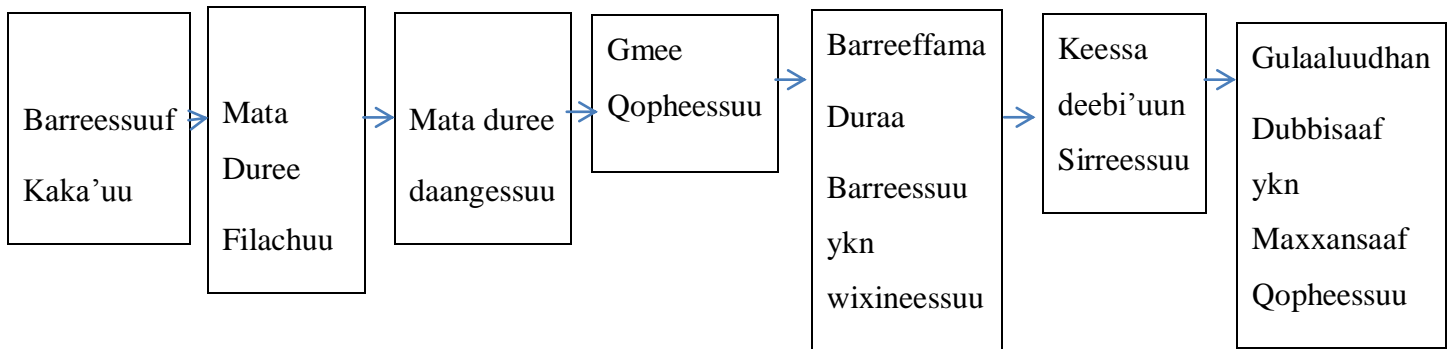 Barreessuuf
Kaka’uu
Mata
Duree
Filachuu
Mata duree
daangessuu
Gmee
Qopheessuu
Barreeffama
Duraa
Barreessuu
ykn
wixineessuu
Keessa
deebi’uun
Sirreessuu
Gulaaluudhan
Dubbisaaf
ykn
Maxxansaaf
Qopheessuu